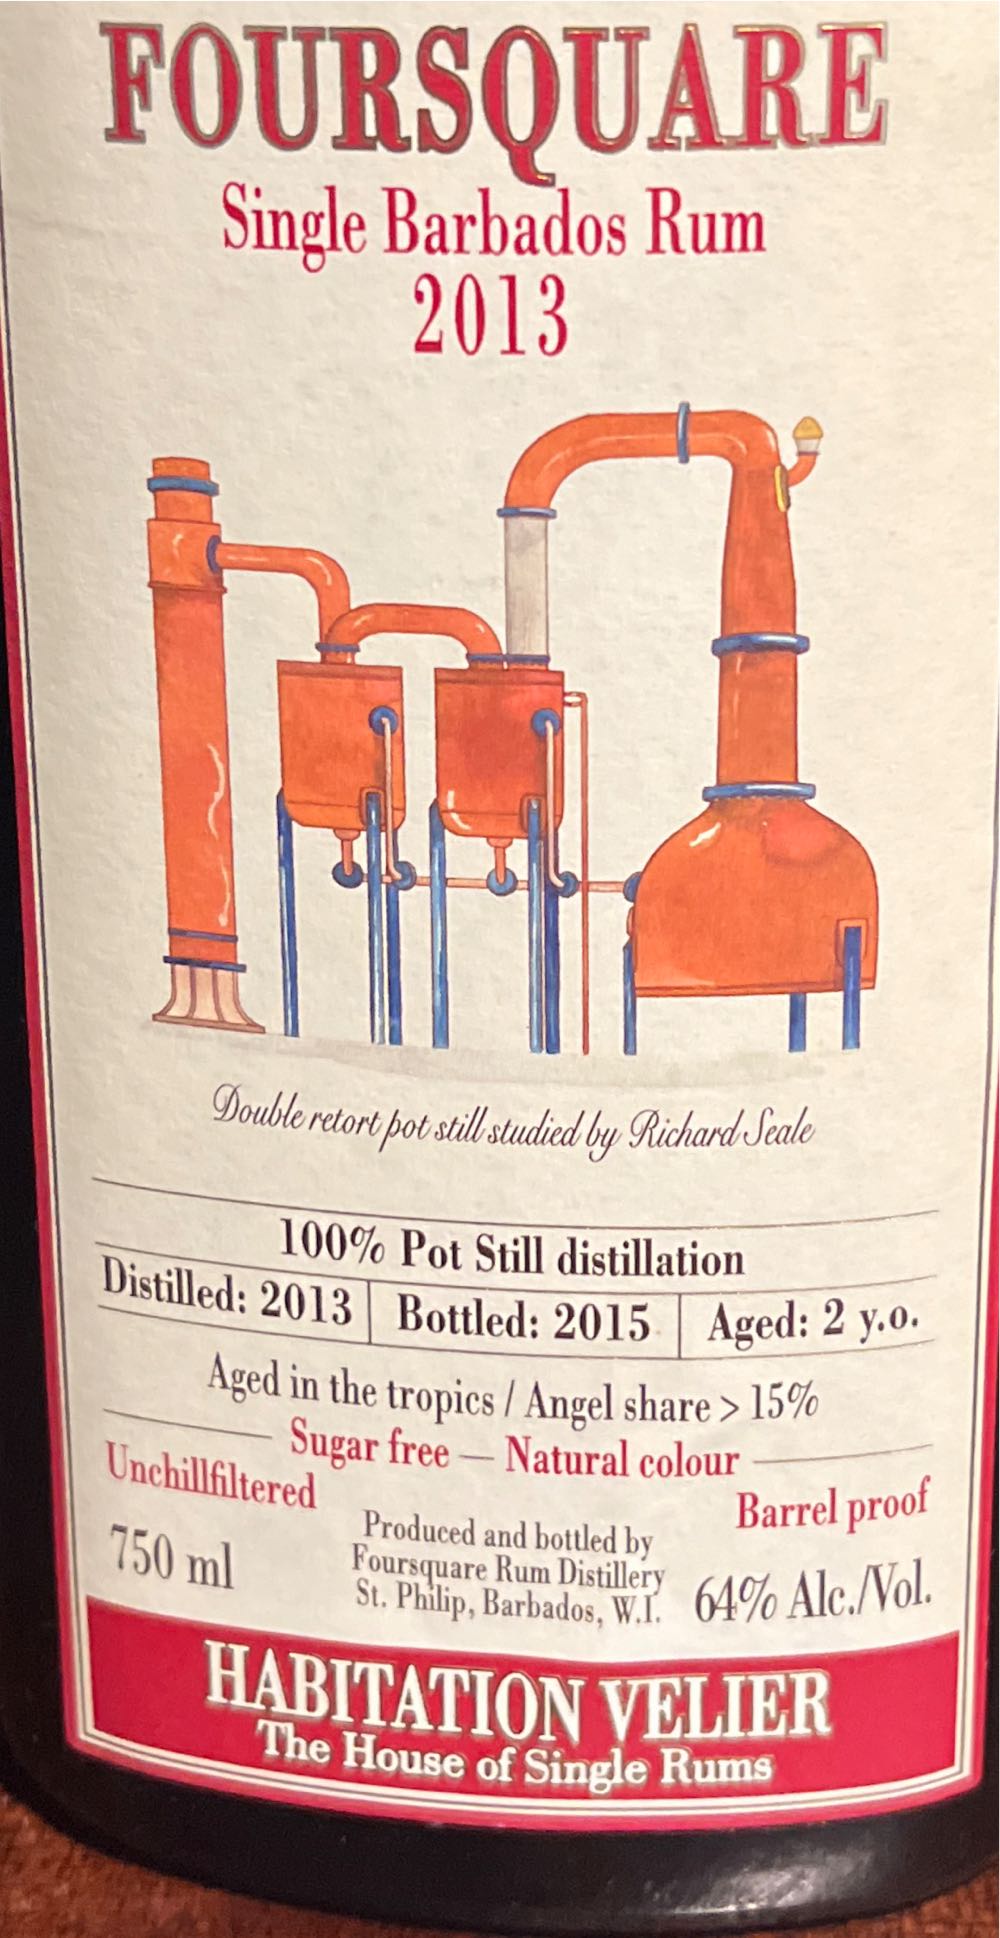 FOURSQUARE
Single Barbados Rum
2013
Double retort pot still studied by Richard Seale
100% Pot Still distillation
Distilled: 2013 Bottled: 2015 Aged: 2 y.o.
Aged in the tropics / Angel share > 15%
Sugar free — Natural colour
Unchillfiltered
Barrel proof
750 ml
Produced and bottled by
Foursquare Rum Distillery
St. Philip, Barbados, W.I.
64% Alc./Vol.
HABITATION VELIER
The House of Single Rums